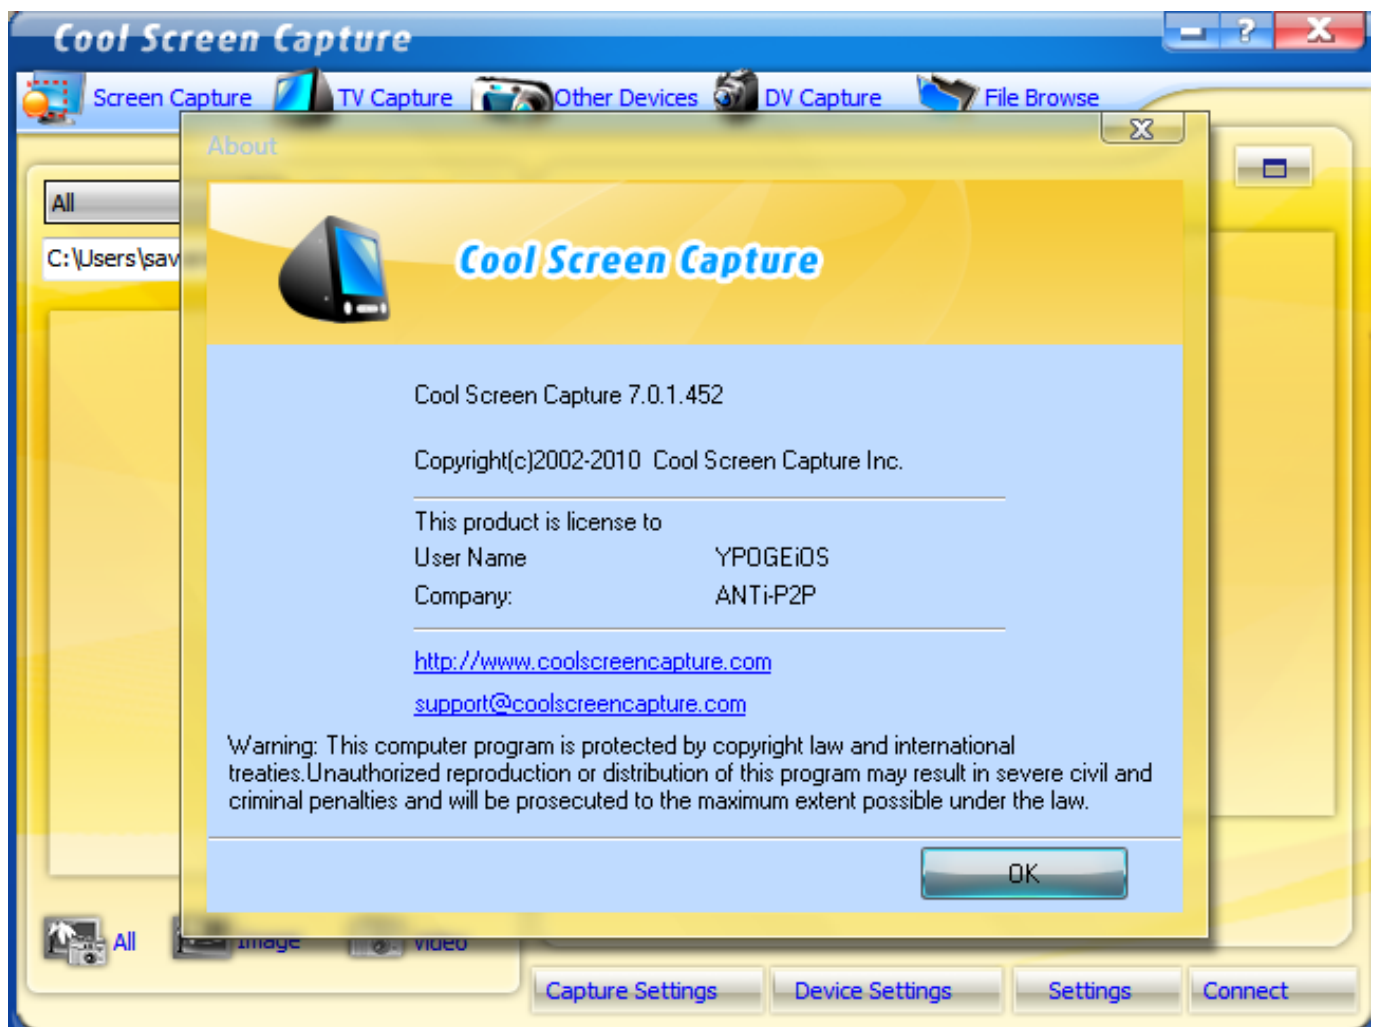 Cool Screen Capture
?
Screen Capture TV Capture Other Devices DV Capture File Browse
About
All
C:\Users\sav
Cool Screen Capture
Cool Screen Capture 7.0.1.452
Copyright(c)2002-2010 Cool Screen Capture Inc.
This product is license to
User Name YPOGEiOS
Company: ANTi-P2P
http://www.coolscreencapture.com
support@coolscreencapture.com
Warning: This computer program is protected by copyright law and international
treaties.Unauthorized reproduction or distribution of this program may result in severe civil and
criminal penalties and will be prosecuted to the maximum extent possible under the law.
OK
All Image Video
Capture Settings Device Settings Settings Connect